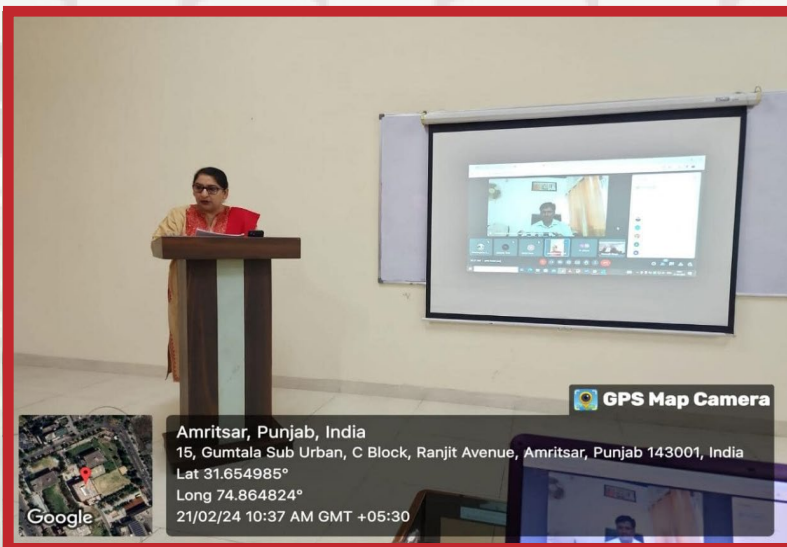 GPS Map Camera
Amritsar, Punjab, India
15, Gumtala Sub Urban, C Block, Ranjit Avenue, Amritsar, Punjab 143001, India
Lat 31.654985°
Long 74.864824°
21/02/24 10:37 AM GMT +05:30
Google